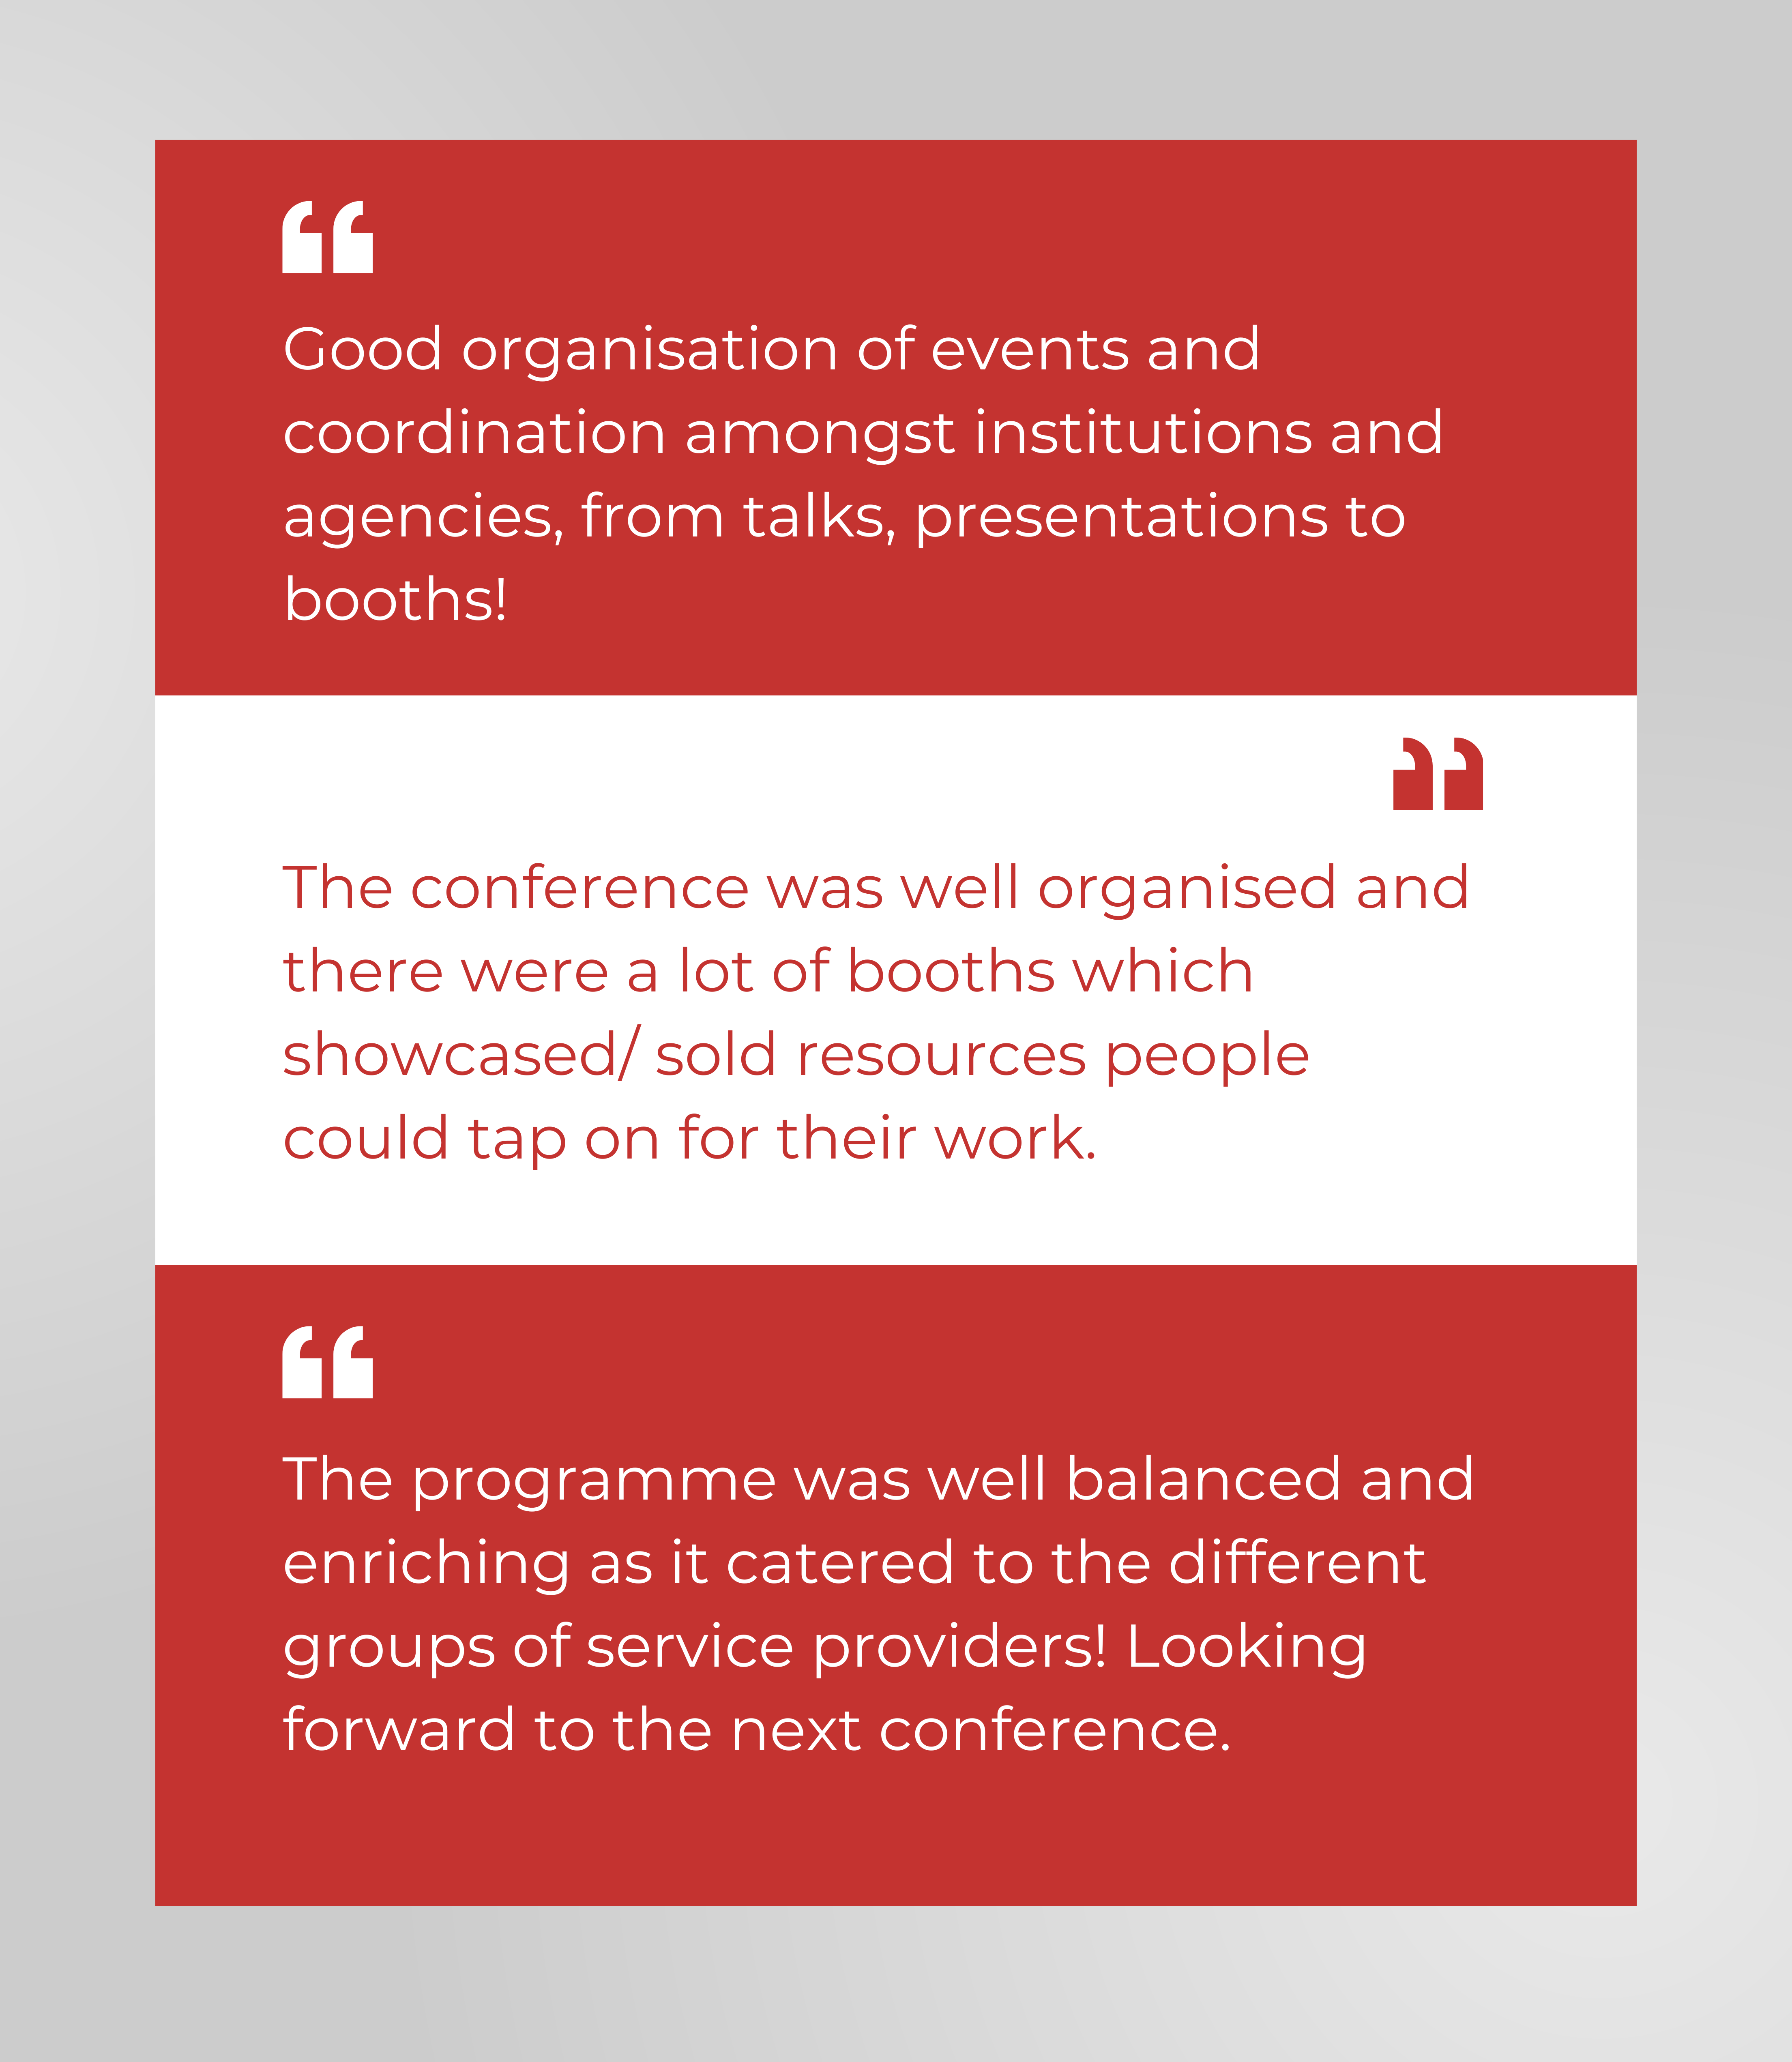 “
Good organisation of events and
coordination amongst institutions and
agencies, from talks, presentations to
booths!
”
The conference was well organised and
there were a lot of booths which
showcased/ sold resources people
could tap on for their work.
“
The programme was well balanced and
enriching as it catered to the different
groups of service providers! Looking
forward to the next conference.